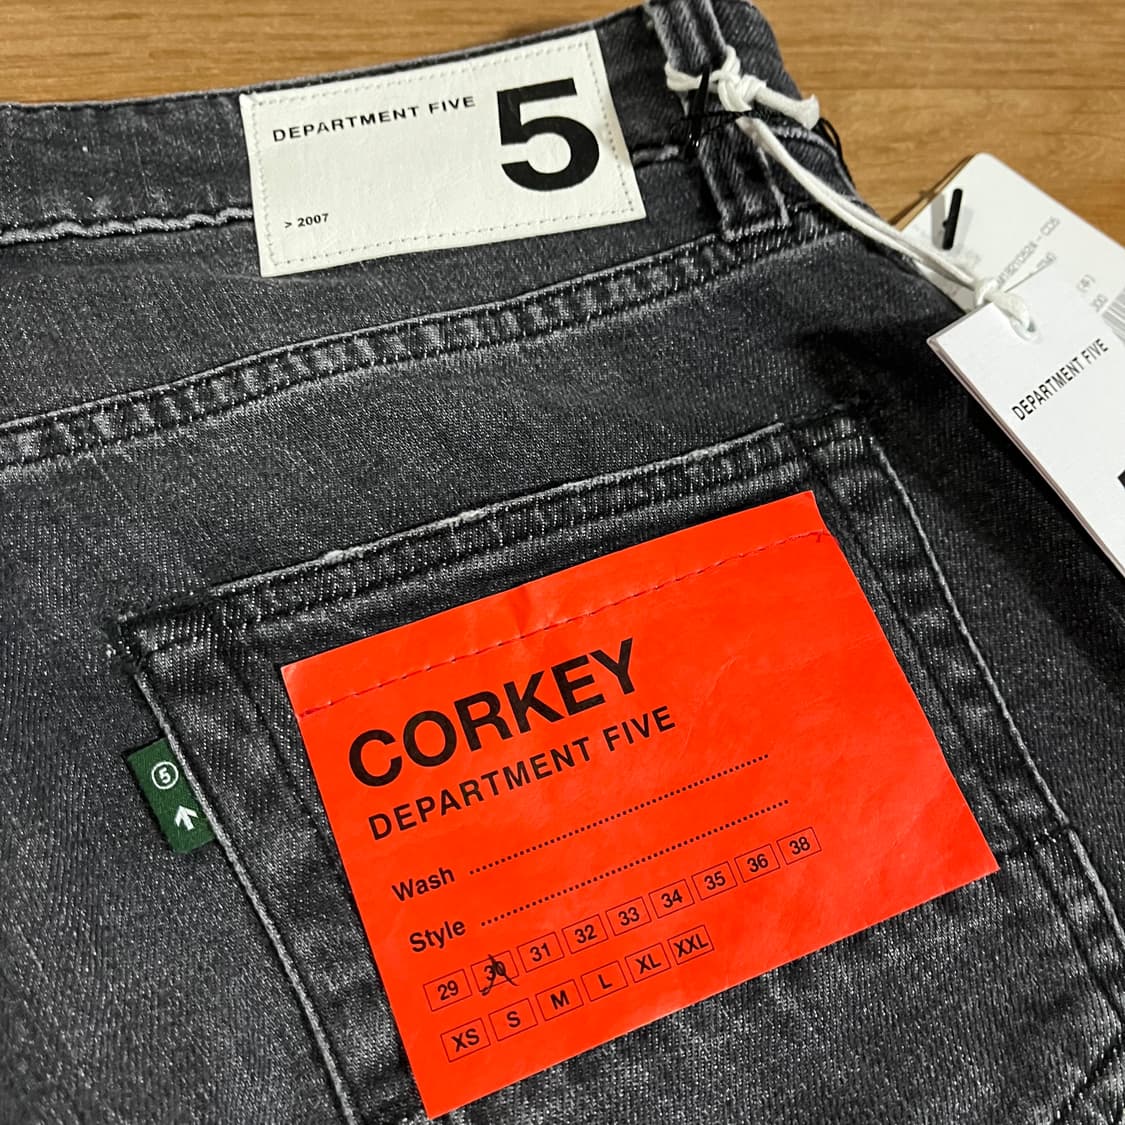 DEPARTMENT FIVE
5
> 2007
DEPARTMENT FIVE
5
CORKEY
DEPARTMENT FIVE
Wash
Style
29 30 31 32 33 34 35 36 38
XS S M L XL XXL